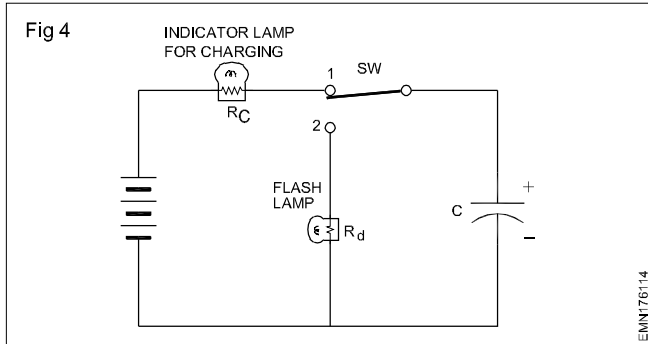 Fig 4
INDICATOR LAMP
FOR CHARGING
RC
1
SW
2
FLASH
LAMP
Rd
C
+
–
EMN176114